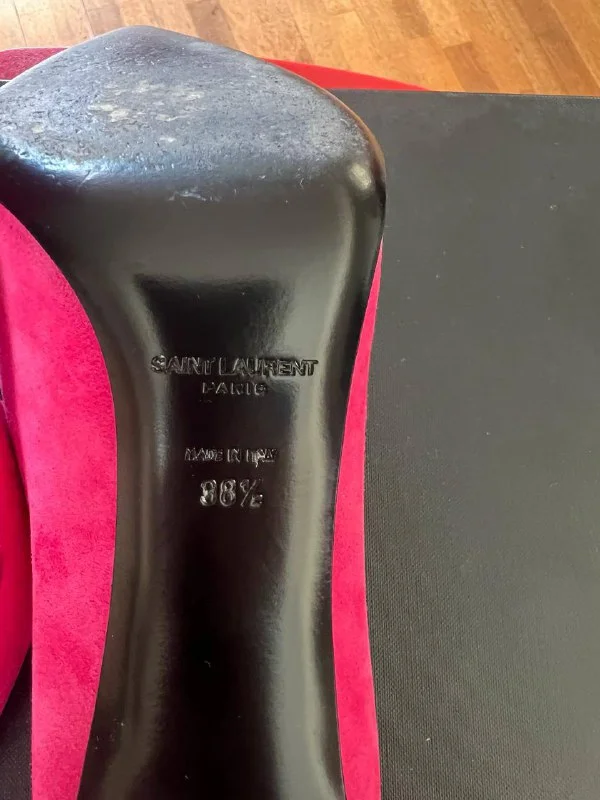 SAINT LAURENT
PARIS
MADE IN ITALY
38½